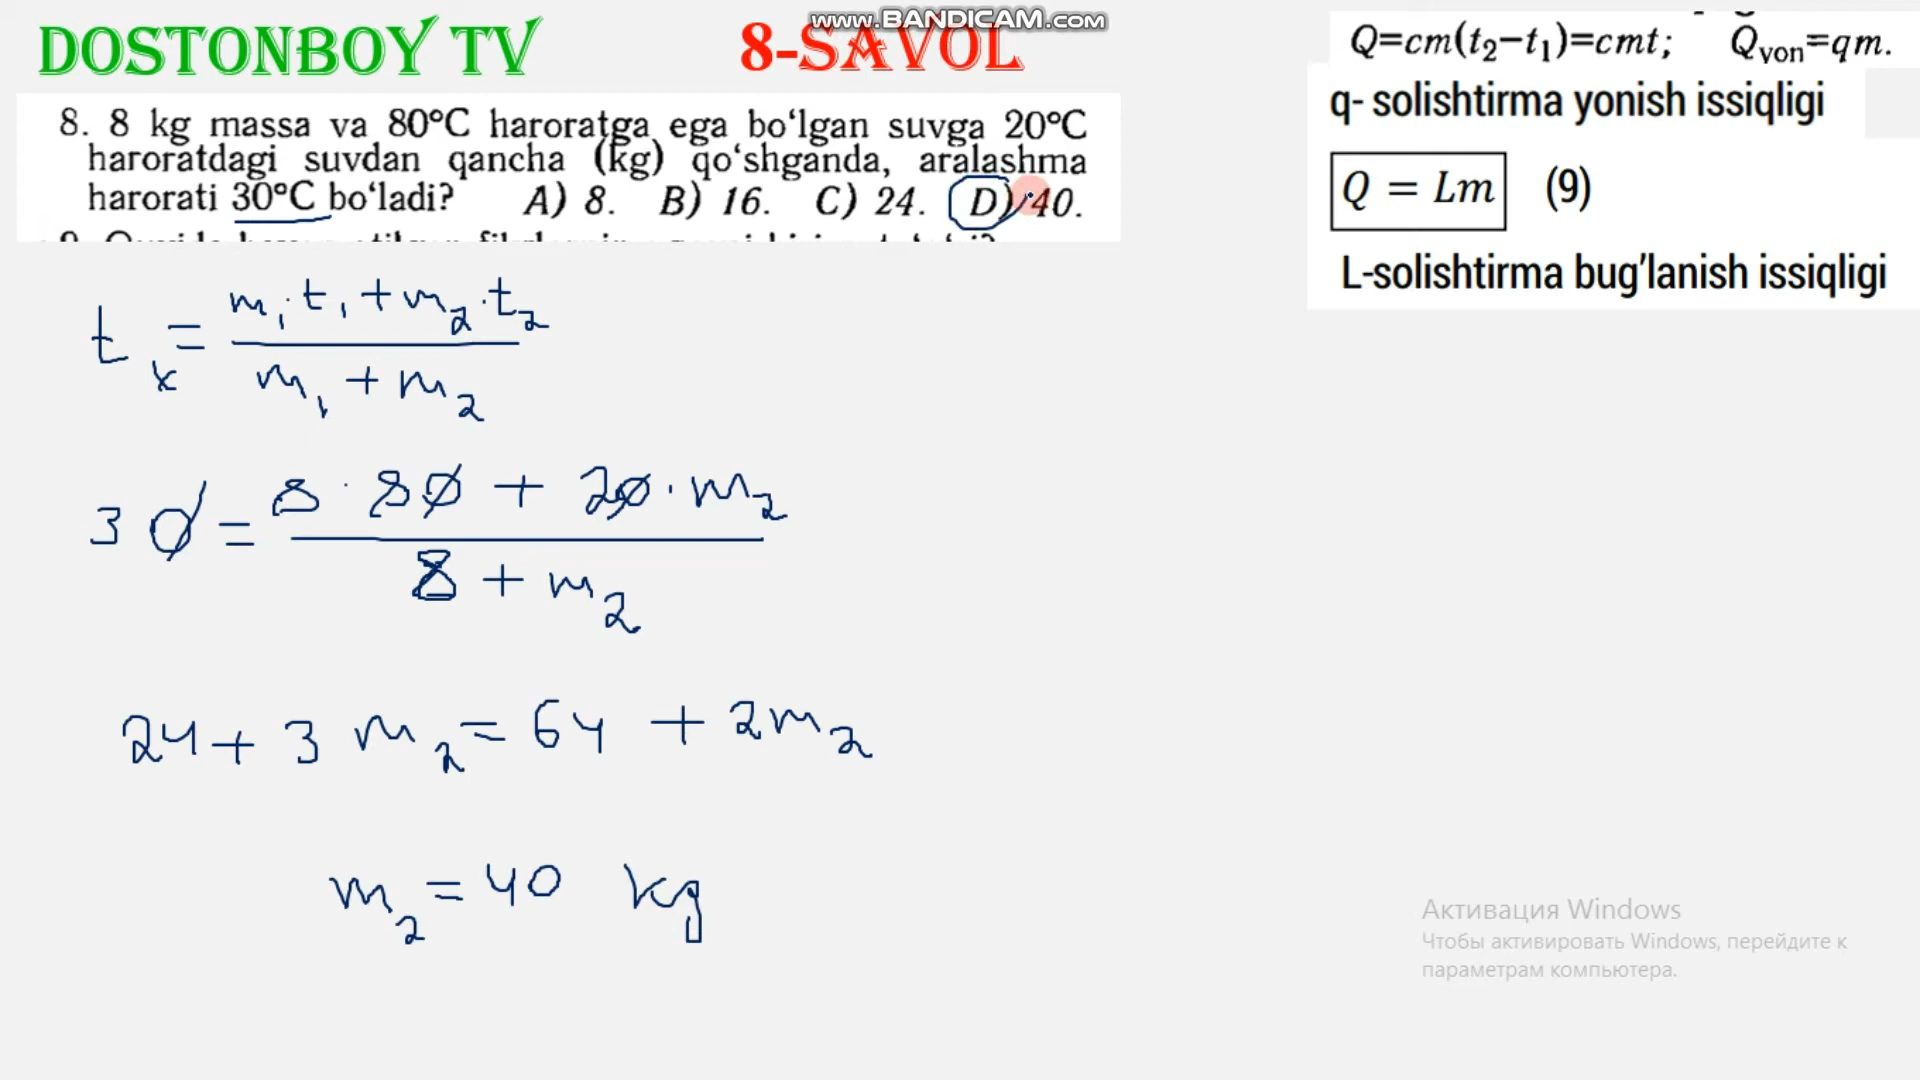 www.BANDICAM.com
DOSTONBOY TV
8-SAVOL
8. 8 kg massa va 80°C haroratga ega bo‘lgan suvga 20°C
haroratdagi suvdan qancha (kg) qo‘shganda, aralashma
harorati 30°C bo‘ladi? A) 8. B) 16. C) 24. D) 40.
Q=cm(t₂−t₁)=cmt; Qyon=qm.
q- solishtirma yonish issiqligi
Q = Lm (9)
L-solishtirma bug’lanish issiqligi
t_x = (m₁·t₁+m₂·t₂)/(m₁+m₂)
30 = (8·80 + 20·m₂)/(8+m₂)
24+3m₂=64+2m₂
m₂=40 kg
Активация Windows
Чтобы активировать Windows, перейдите к
параметрам компьютера.